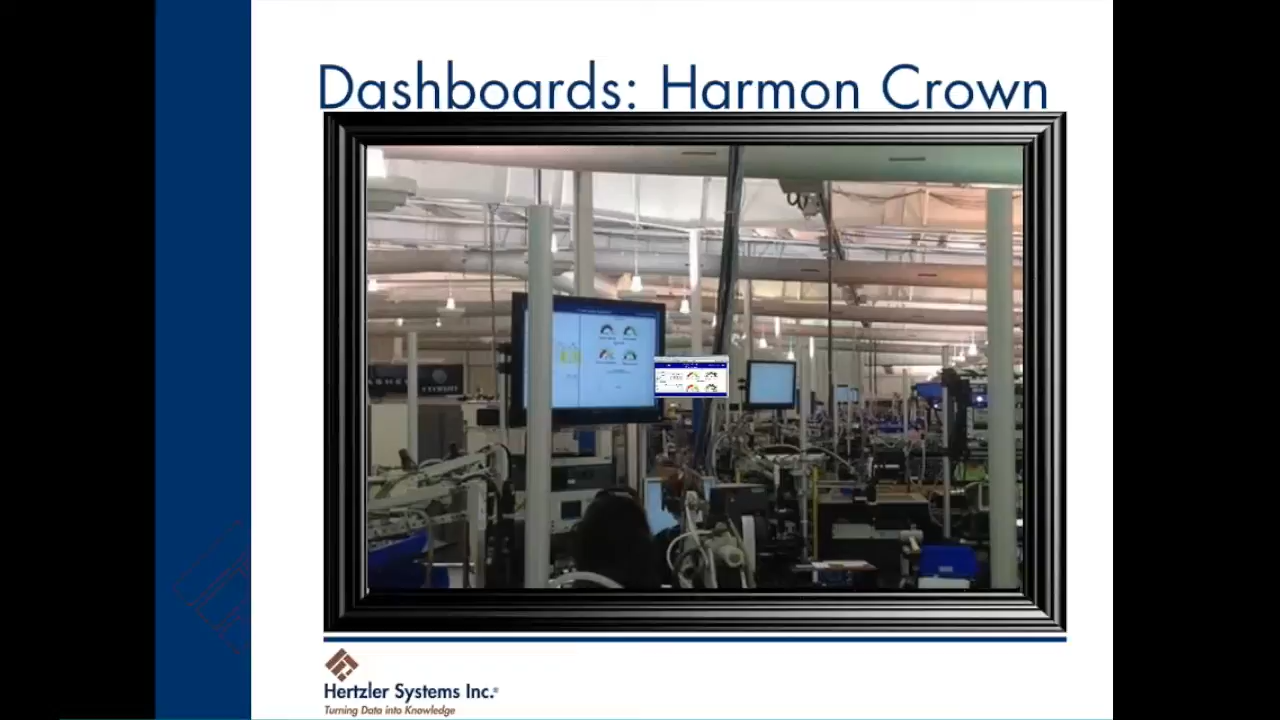 Dashboards: Harmon Crown
Hertzler Systems Inc.®
Turning Data into Knowledge